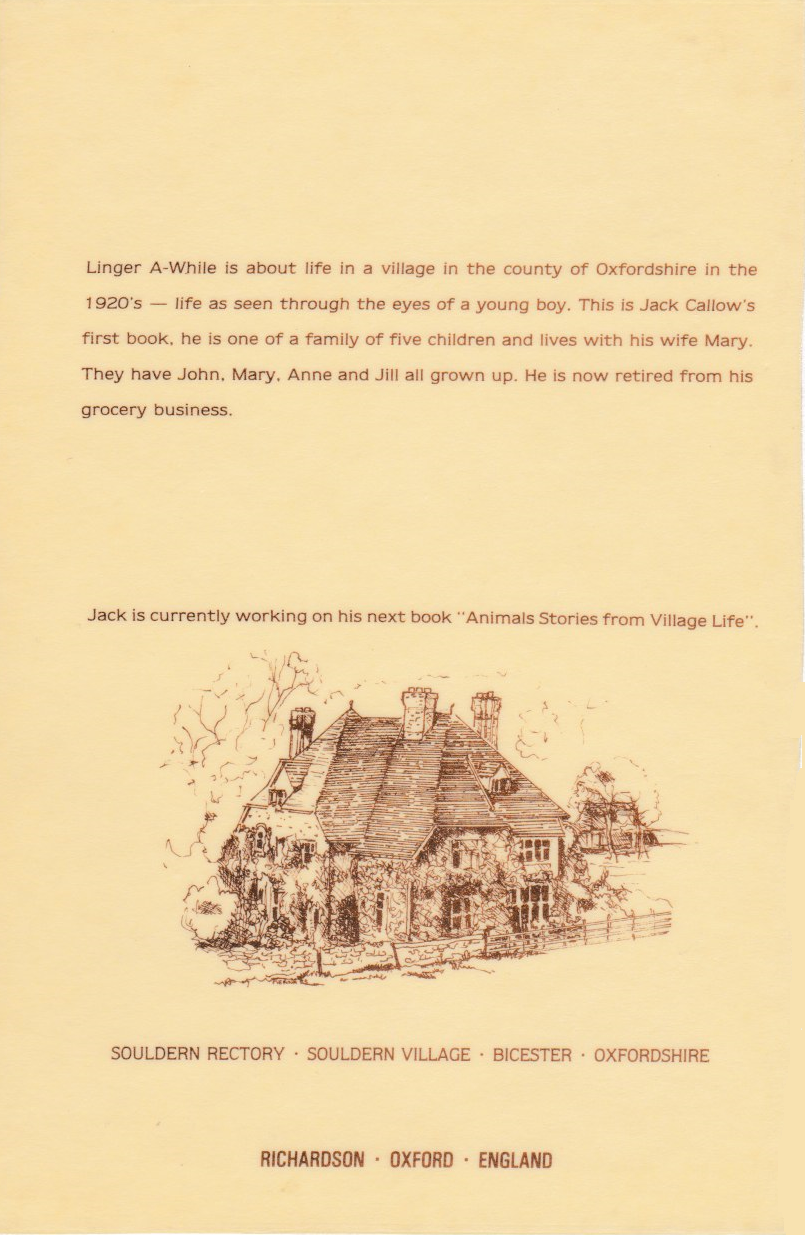 Linger A-While is about life in a village in the county of Oxfordshire in the
1920's — life as seen through the eyes of a young boy. This is Jack Callow's
first book, he is one of a family of five children and lives with his wife Mary.
They have John, Mary, Anne and Jill all grown up. He is now retired from his
grocery business.
Jack is currently working on his next book "Animals Stories from Village Life".
SOULDERN RECTORY · SOULDERN VILLAGE · BICESTER · OXFORDSHIRE
RICHARDSON · OXFORD · ENGLAND